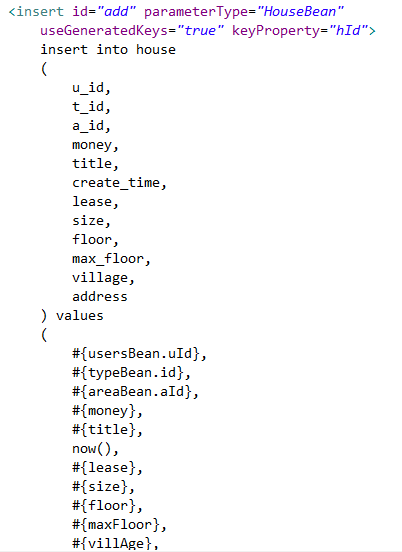 <insert id="add" parameterType="HouseBean"
useGeneratedKeys="true" keyProperty="hId">
insert into house
(
u_id,
t_id,
a_id,
money,
title,
create_time,
lease,
size,
floor,
max_floor,
village,
address
) values
(
#{usersBean.uId},
#{typeBean.id},
#{areaBean.aId},
#{money},
#{title},
now(),
#{lease},
#{size},
#{floor},
#{maxFloor},
#{villAge},